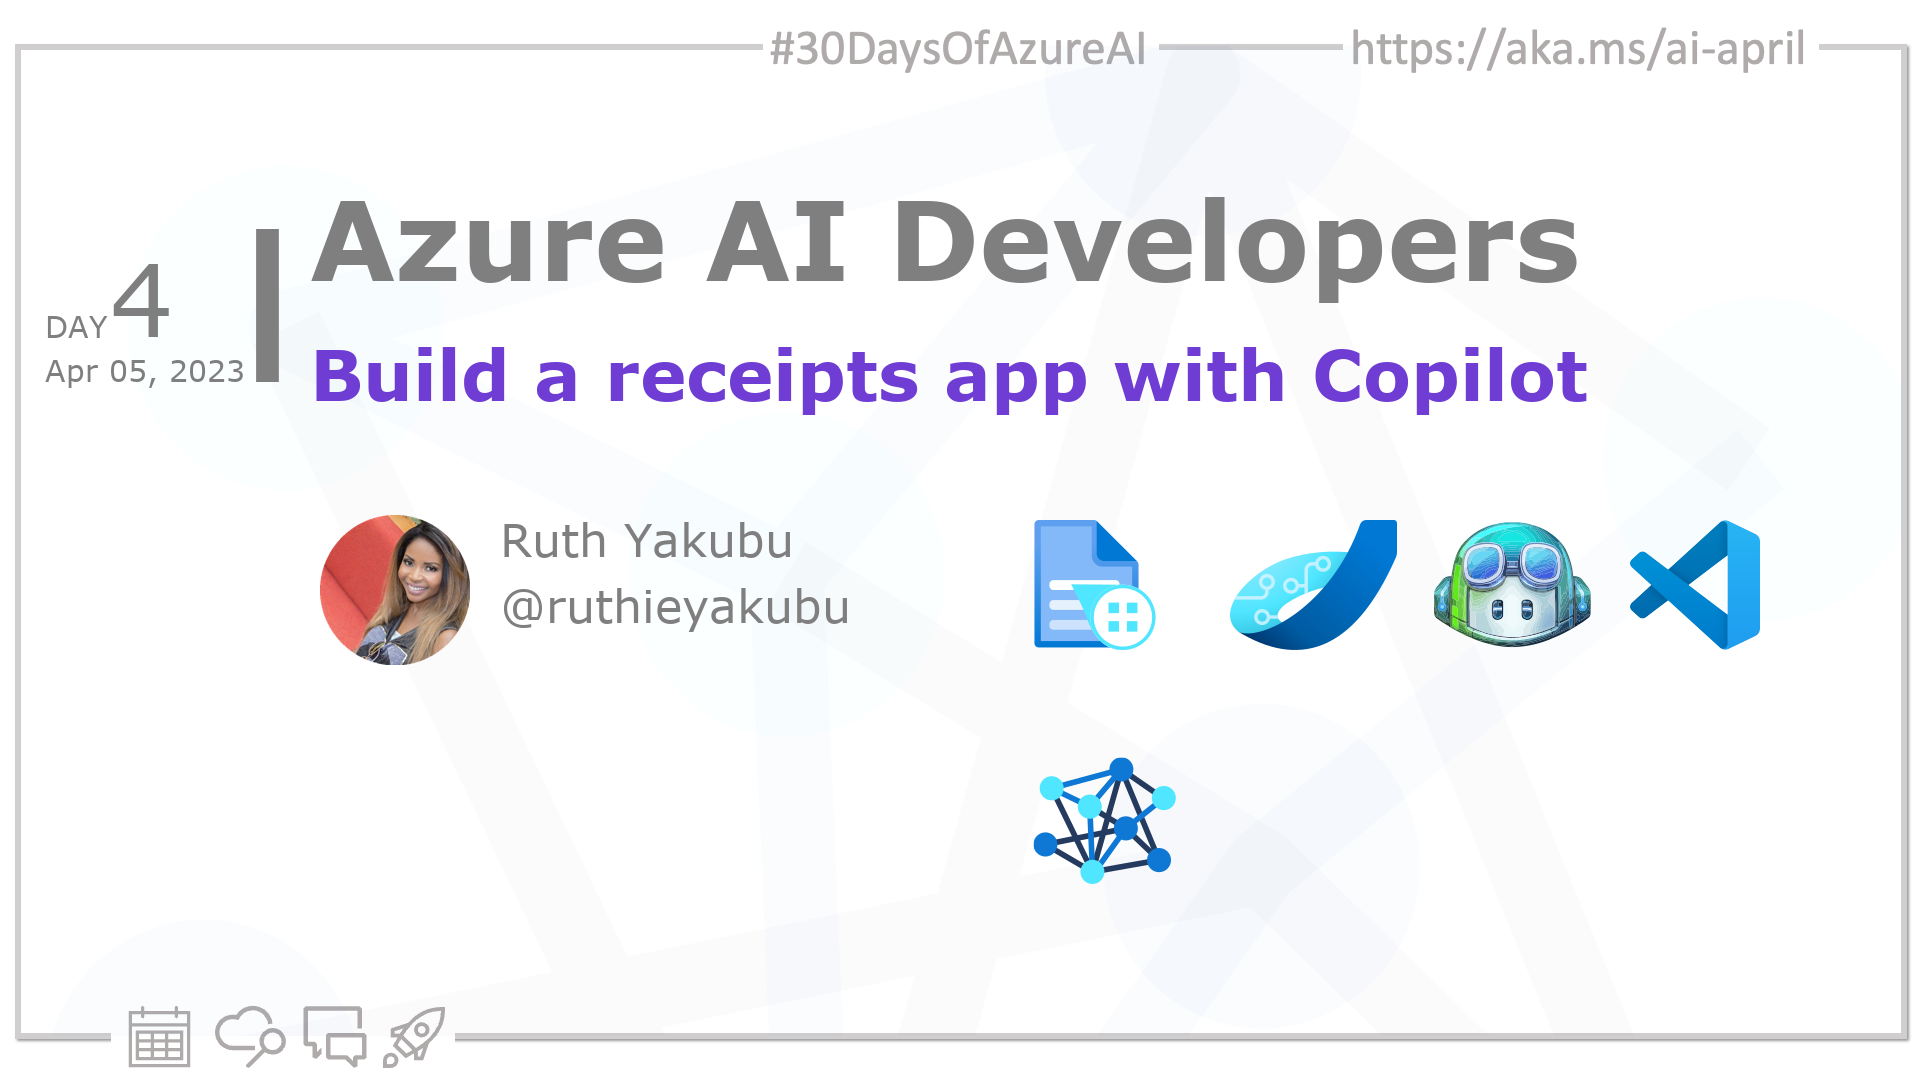 #30DaysOfAzureAI
https://aka.ms/ai-april
Azure AI Developers
DAY 4
Apr 05, 2023
Build a receipts app with Copilot
Ruth Yakubu
@ruthieyakubu